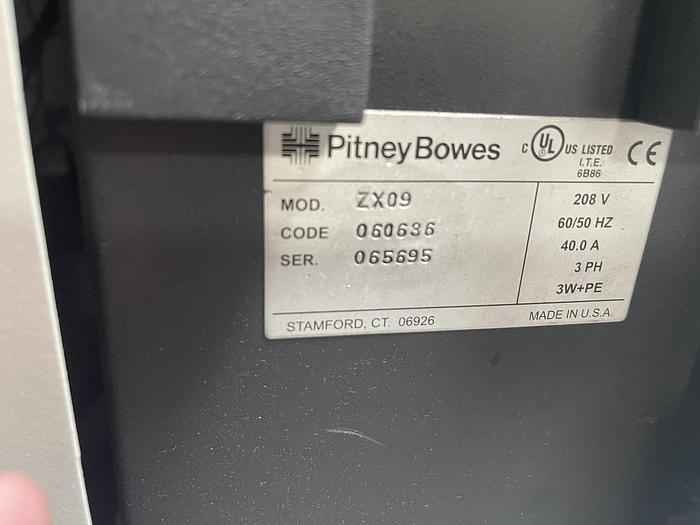 PitneyBowes
C UL US LISTED
I.T.E.
6B86
CE
MOD. ZX09
CODE 060636
SER. 065695
208 V
60/50 HZ
40.0 A
3 PH
3W+PE
STAMFORD, CT. 06926
MADE IN U.S.A.